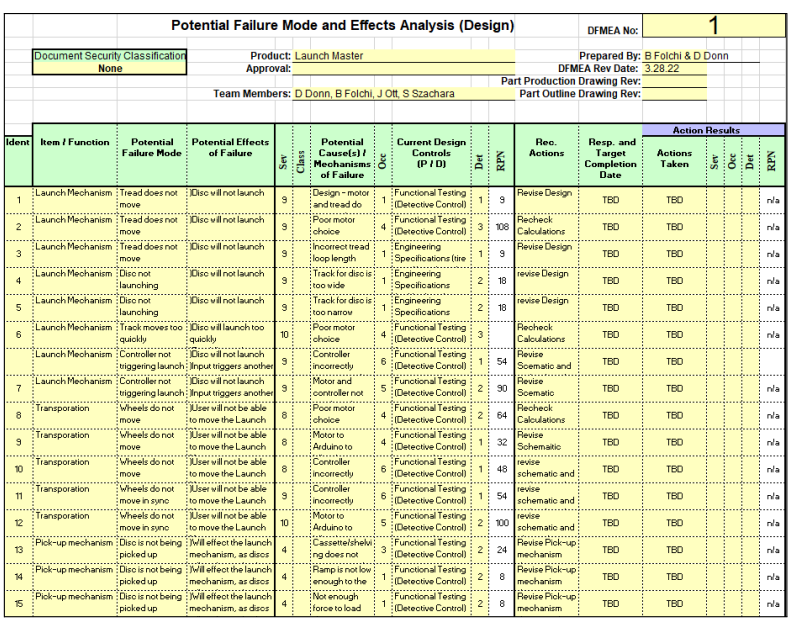 Potential Failure Mode and Effects Analysis (Design)
DFMEA No: 1
Document Security Classification
None
Product: Launch Master
Approval:
Team Members: D Donn, B Folchi, J Ott, S Szachara
Prepared By: B Folchi & D Donn
DFMEA Rev Date: 3.28.22
Part Production Drawing Rev:
Part Outline Drawing Rev:
Action Results
Ident Item / Function Potential Failure Mode Potential Effects of Failure Sev Class Potential Cause(s) / Mechanisms of Failure Occ Current Design Controls (P / D) Det RPN Rec. Actions Resp. and Target Completion Date Actions Taken Sev Occ Det RPN
1 Launch Mechanism Tread does not move )Disc will not launch 9 Design - motor and tread do 1 Functional Testing (Detective Control) 1 9 Revise Design TBD TBD n/a
2 Launch Mechanism Tread does not move )Disc will not launch 9 Poor motor choice 4 Functional Testing (Detective Control) 3 108 Recheck Calculations TBD TBD n/a
3 Launch Mechanism Tread does not move )Disc will not launch 9 Incorrect tread loop length 1 Engineering Specifications (tire 1 9 Revise Design TBD TBD n/a
4 Launch Mechanism Disc not launching )Disc will not launch 9 Track for disc is too wide 1 Engineering Specifications 2 18 revise Design TBD TBD n/a
5 Launch Mechanism Disc not launching )Disc will not launch 9 Track for disc is too narrow 1 Engineering Specifications 2 18 revise Design TBD TBD n/a
6 Launch Mechanism Track moves too quickly )Disc will launch too quickly 10 Poor motor choice 4 Functional Testing (Detective Control) 3 Recheck Calculations TBD TBD n/a
Launch Mechanism Controller not triggering launch )Disc will not launch )Input triggers another 9 Controller incorrectly 6 Functional Testing (Detective Control) 1 54 Revise Scematic and TBD TBD
7 Launch Mechanism Controller not triggering launch )Disc will not launch )Input triggers another 9 Motor and controller not 5 Functional Testing (Detective Control) 2 90 Revise Scematic TBD TBD n/a
8 Transporation Wheels do not move )User will not be able to move the Launch 8 Poor motor choice 4 Functional Testing (Detective Control) 2 64 Recheck Calculations TBD TBD n/a
9 Transporation Wheels do not move )User will not be able to move the Launch 8 Motor to Arduino to 4 Functional Testing (Detective Control) 1 32 Revise Schemaitic TBD TBD n/a
10 Transporation Wheels do not move )User will not be able to move the Launch 8 Controller incorrectly 6 Functional Testing (Detective Control) 1 48 revise schematic and TBD TBD n/a
11 Transporation Wheels do not move in sync )User will not be able to move the Launch 9 Controller incorrectly 6 Functional Testing (Detective Control) 1 54 revise schematic and TBD TBD n/a
12 Transporation Wheels do not move in sync )User will not be able to move the Launch 10 Motor to Arduino to 5 Functional Testing (Detective Control) 2 100 revise schematic and TBD TBD n/a
13 Pick-up mechanism Disc is not being picked up )Will effect the launch mechanism, as discs 4 Cassette/shelvi ng does not 3 Functional Testing (Detective Control) 2 24 Revise Pick-up mechanism TBD TBD n/a
14 Pick-up mechanism Disc is not being picked up )Will effect the launch mechanism, as discs 4 Ramp is not low enough to the 1 Functional Testing (Detective Control) 2 8 Revise Pick-up mechanism TBD TBD n/a
15 Pick-up mechanism Disc is not being picked up )Will effect the launch mechanism, as discs 4 Not enough force to load 1 Functional Testing (Detective Control) 2 8 Revise Pick-up mechanism TBD TBD n/a